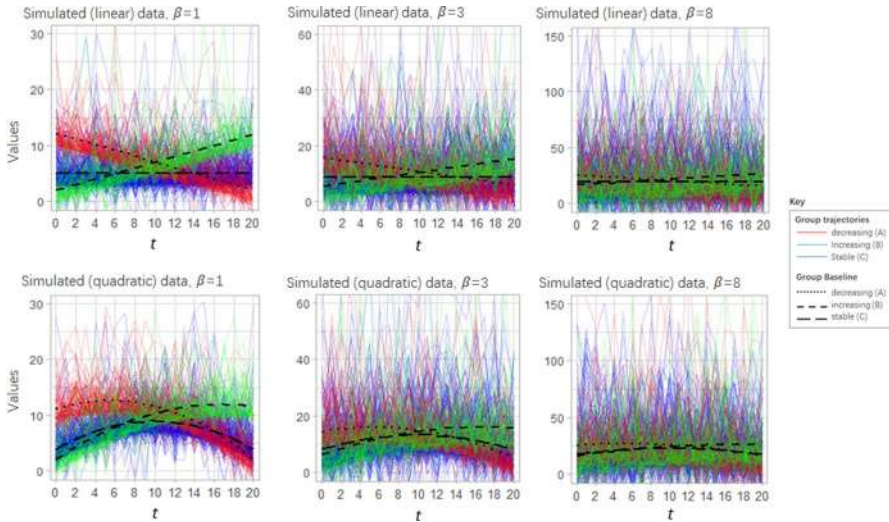 Simulated (linear) data, β=1
Simulated (linear) data, β=3
Simulated (linear) data, β=8
30
20
10
0
Values
0 2 4 6 8 10 12 14 16 18 20
t
60
40
20
0
0 2 4 6 8 10 12 14 16 18 20
t
150
100
50
0
0 2 4 6 8 10 12 14 16 18 20
t
Simulated (quadratic) data, β=1
Simulated (quadratic) data, β=3
Simulated (quadratic) data, β=8
30
20
10
0
Values
0 2 4 6 8 10 12 14 16 18 20
t
60
40
20
0
0 2 4 6 8 10 12 14 16 18 20
t
150
100
50
0
0 2 4 6 8 10 12 14 16 18 20
t
Key
Group trajectories
decreasing (A)
Increasing (B)
Stable (C)
Group Baseline
decreasing (A)
increasing (B)
stable (C)